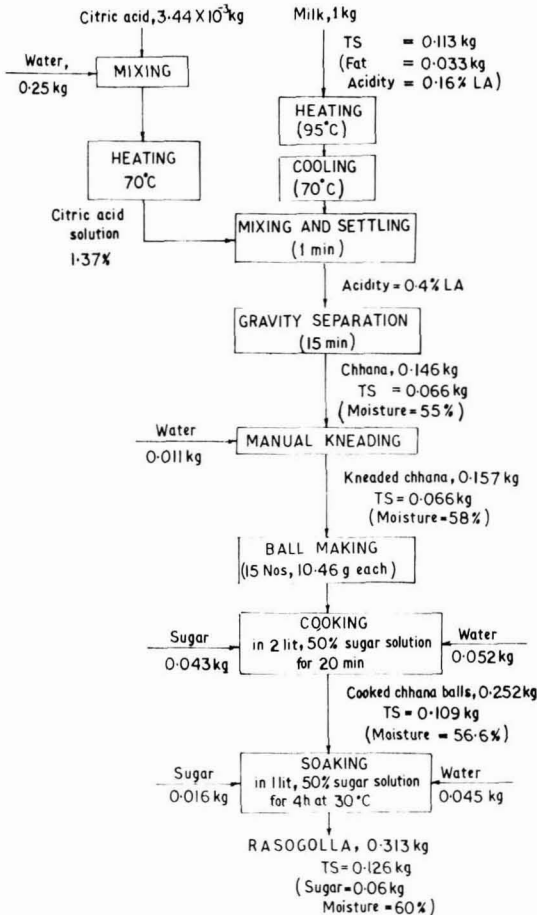 Citric acid, 3·44 X 10⁻³ kg
Water,
0·25 kg
MIXING
HEATING
70°C
Citric acid
solution
1·37%
Milk, 1 kg
TS = 0·113 kg
(Fat = 0·033 kg
Acidity = 0·16% LA)
HEATING
(95°C)
COOLING
(70°C)
MIXING AND SETTLING
(1 min)
Acidity = 0·4% LA
GRAVITY SEPARATION
(15 min)
Chhana, 0·146 kg
TS = 0·066 kg
(Moisture = 55%)
Water
0·011 kg
MANUAL KNEADING
Kneaded chhana, 0·157 kg
TS = 0·066 kg
(Moisture = 58%)
BALL MAKING
(15 Nos, 10·46 g each)
Sugar
0·043 kg
COOKING
in 2 lit, 50% sugar solution
for 20 min
Water
0·052 kg
Cooked chhana balls, 0·252 kg
TS = 0·109 kg
(Moisture = 56·6%)
Sugar
0·016 kg
SOAKING
in 1 lit, 50% sugar solution
for 4h at 30°C
Water
0·045 kg
RASOGOLLA, 0·313 kg
TS = 0·126 kg
(Sugar = 0·06 kg
Moisture = 60%)